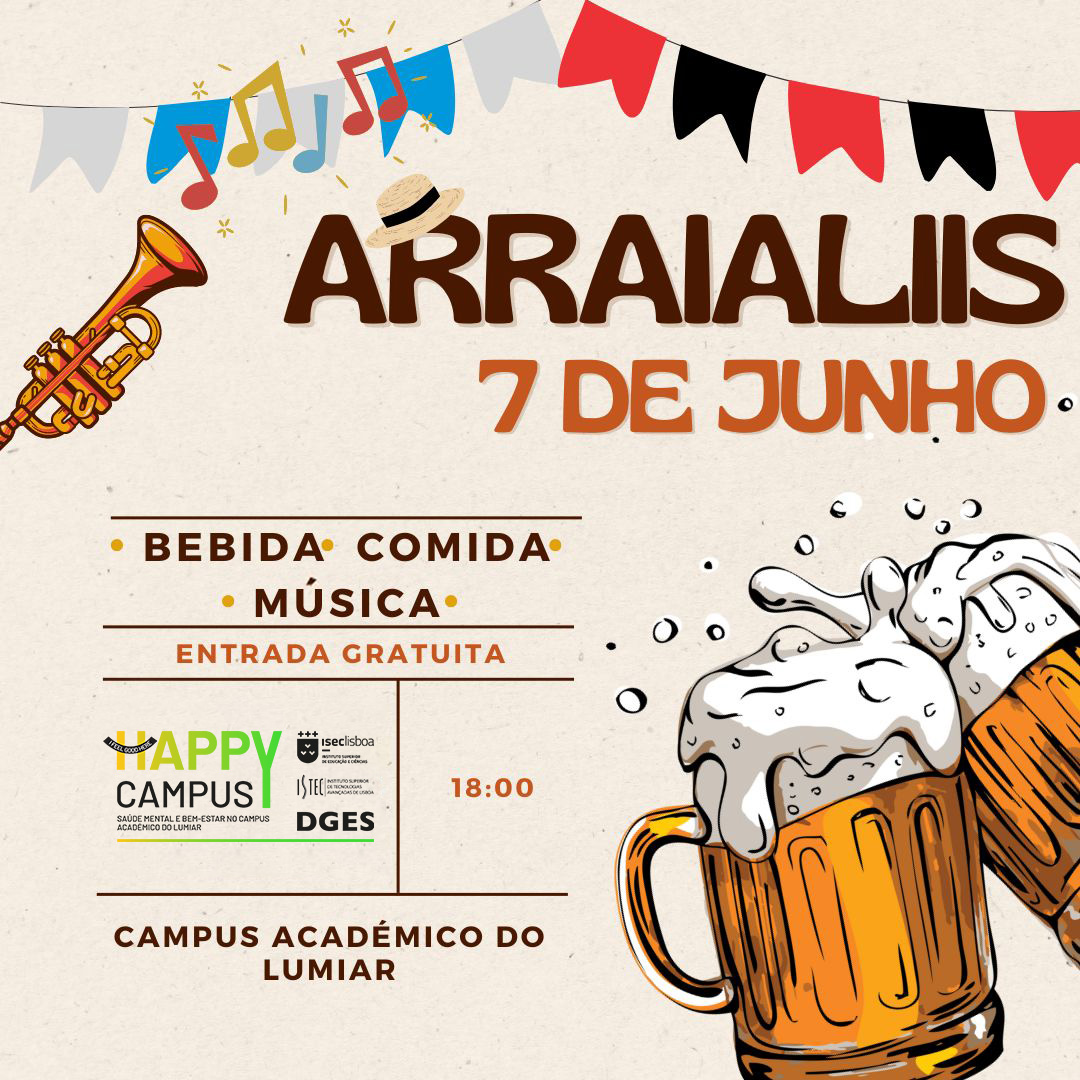 ARRAIALIIS
7 DE JUNHO
• BEBIDA • COMIDA •
• MÚSICA •
ENTRADA GRATUITA
I FEEL GOOD HERE
HAPPY
CAMPUS
SAÚDE MENTAL E BEM-ESTAR NO CAMPUS
ACADÉMICO DO LUMIAR
iseclisboa
INSTITUTO SUPERIOR
DE EDUCAÇÃO E CIÊNCIAS
ISTEC
INSTITUTO SUPERIOR
DE TECNOLOGIAS
AVANÇADAS DE LISBOA
DGES
18:00
CAMPUS ACADÉMICO DO
LUMIAR